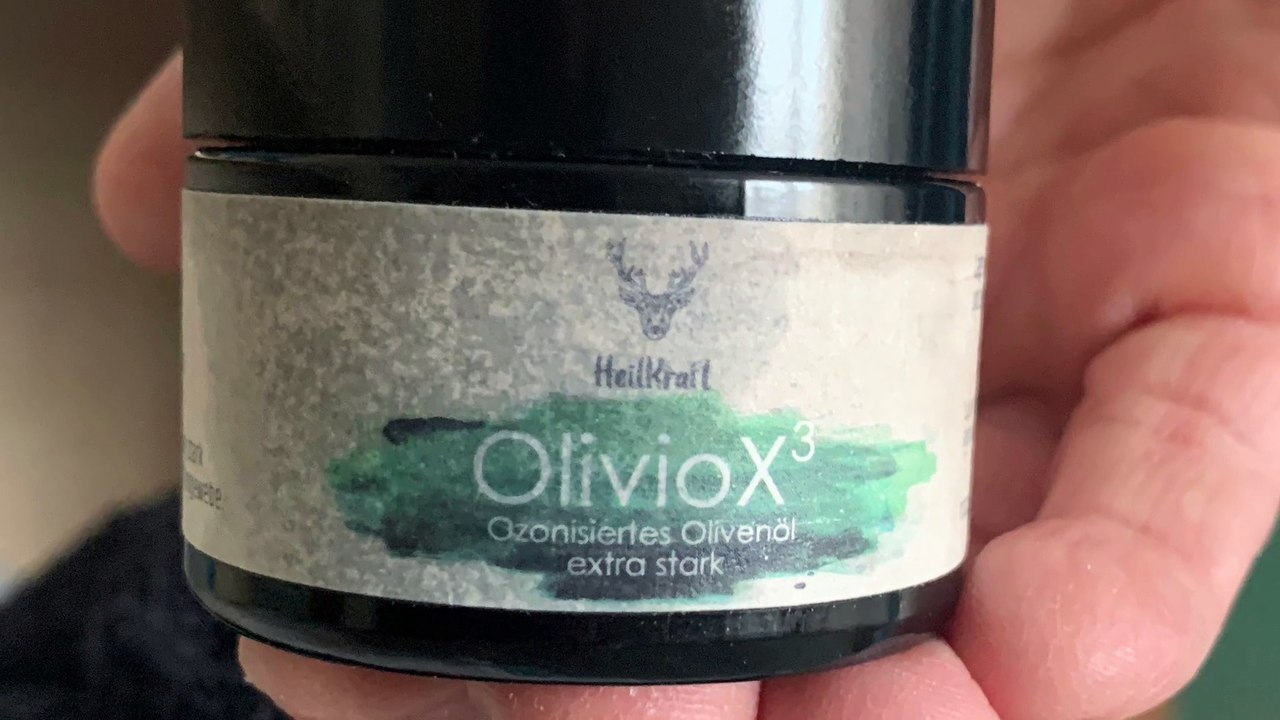 HeilKraft
OlivioX³
Ozonisiertes Olivenöl
extra stark